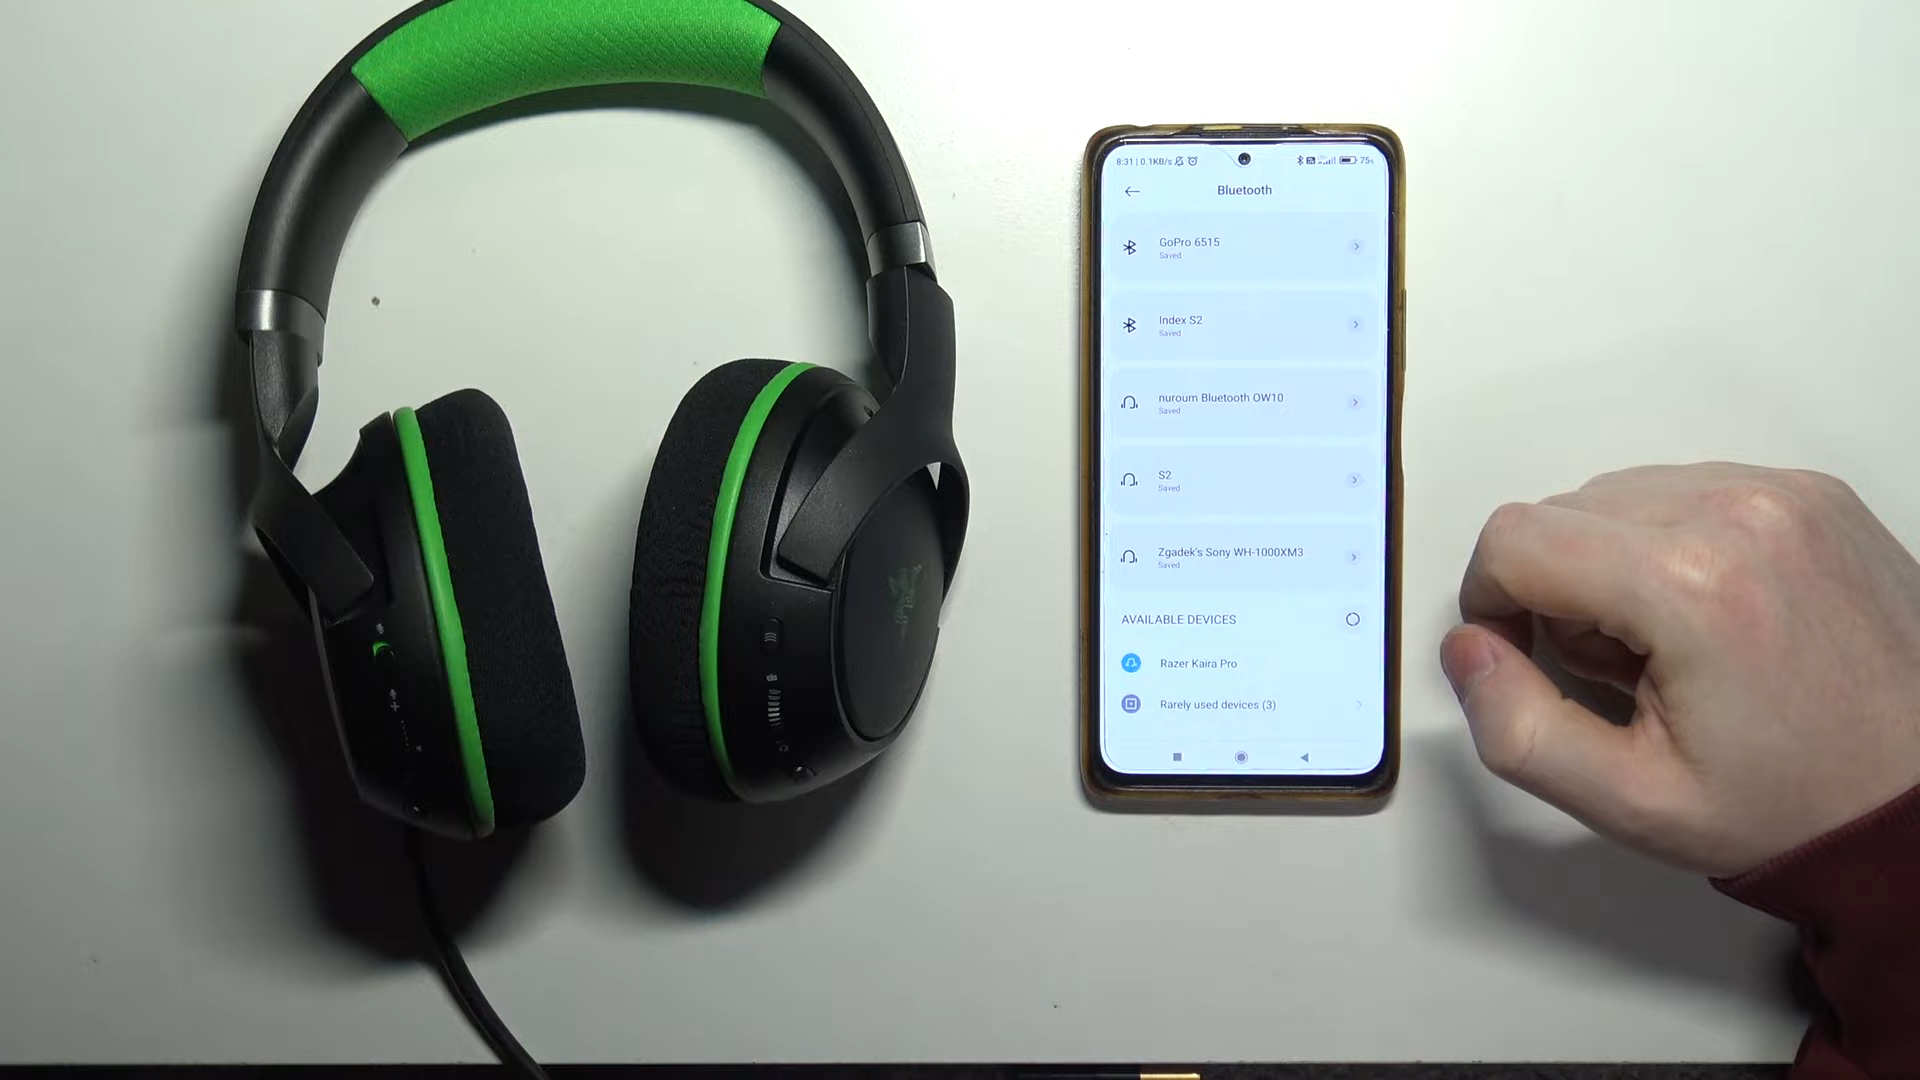 8:31 | 0.1KB/s 75%
Bluetooth
GoPro 6515
Saved
Index S2
Saved
nuroum Bluetooth OW10
Saved
S2
Saved
Zgadek's Sony WH-1000XM3
Saved
AVAILABLE DEVICES
Razer Kaira Pro
Rarely used devices (3)